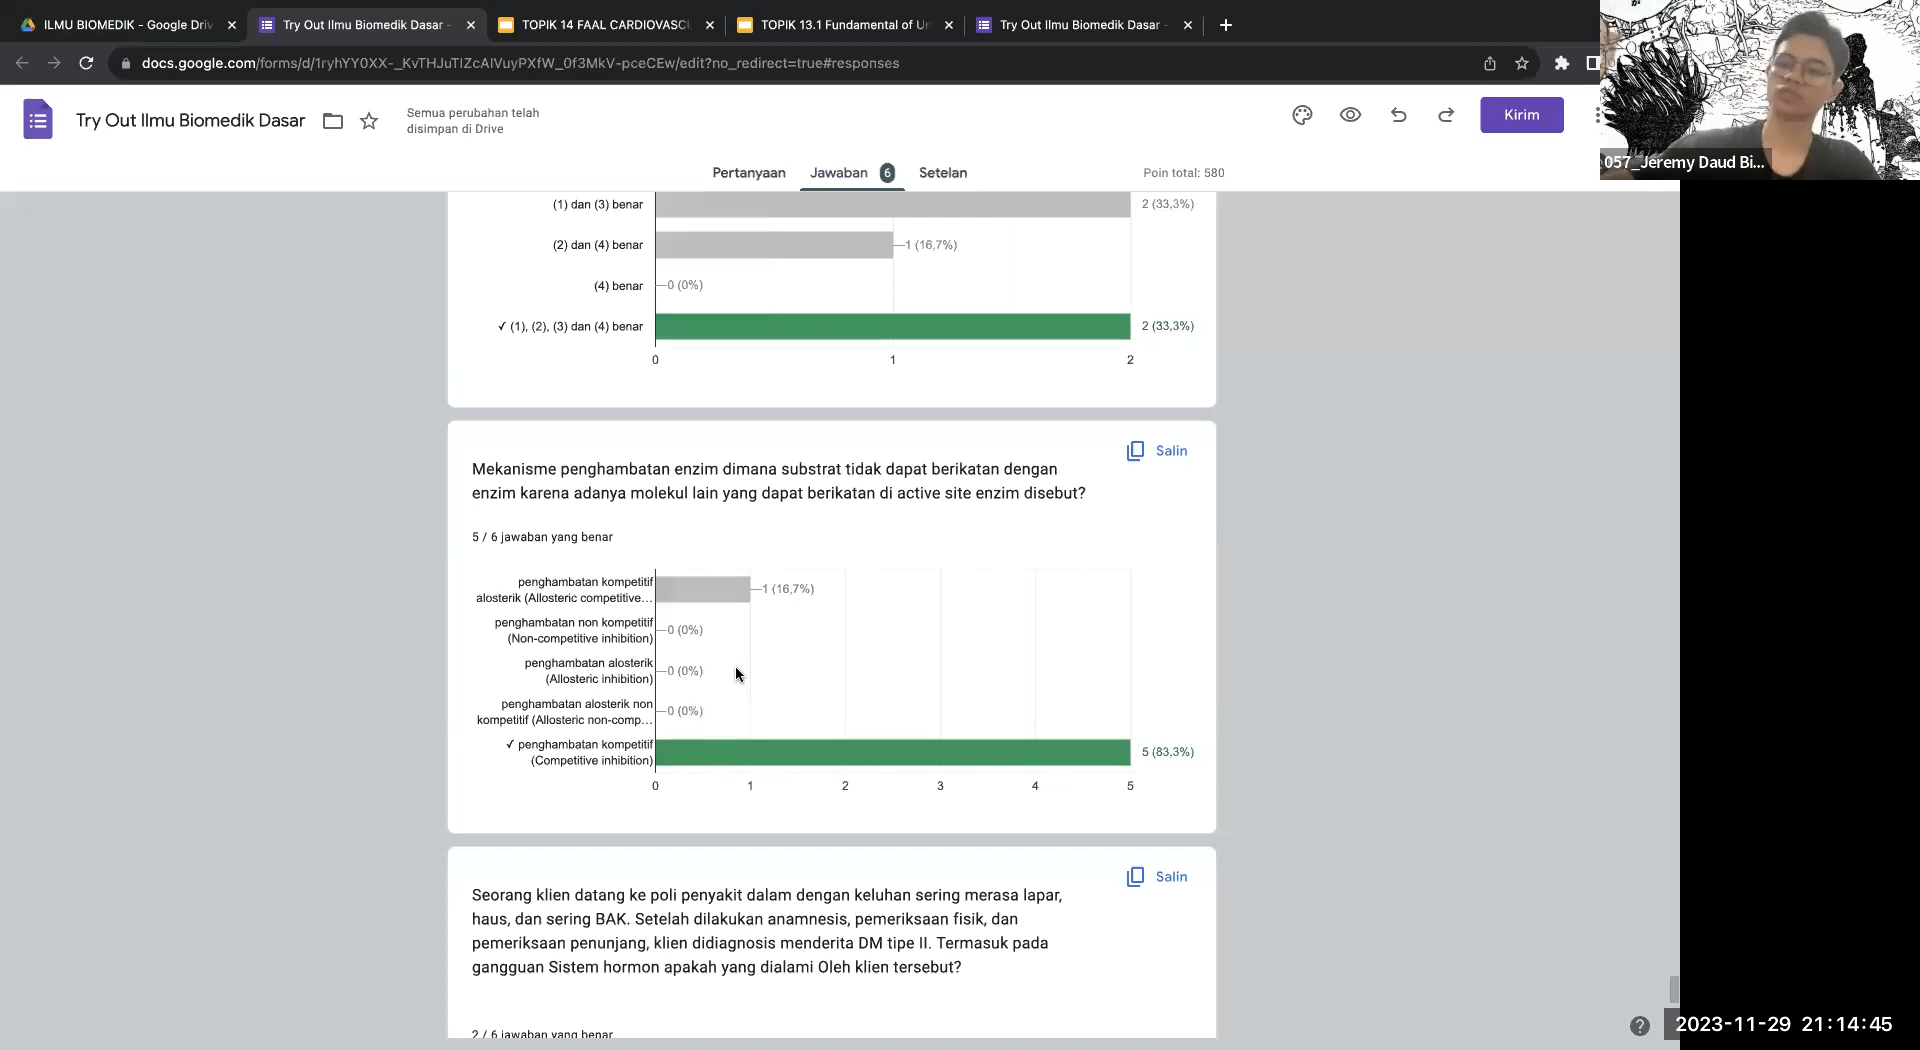 ILMU BIOMEDIK - Google Driv
Try Out Ilmu Biomedik Dasar -
TOPIK 14 FAAL CARDIOVASCU
TOPIK 13.1 Fundamental of Ur
Try Out Ilmu Biomedik Dasar -
docs.google.com/forms/d/1ryhYY0XX-_KvTHJuTlZcAlVuyPXfW_0f3MkV-pceCEw/edit?no_redirect=true#responses
Try Out Ilmu Biomedik Dasar
Semua perubahan telah
disimpan di Drive
Kirim
057_Jeremy Daud Bi...
Pertanyaan
Jawaban 6
Setelan
Poin total: 580
(1) dan (3) benar
2 (33,3%)
(2) dan (4) benar
1 (16,7%)
(4) benar
0 (0%)
✓ (1), (2), (3) dan (4) benar
2 (33,3%)
0 1 2
Salin
Mekanisme penghambatan enzim dimana substrat tidak dapat berikatan dengan
enzim karena adanya molekul lain yang dapat berikatan di active site enzim disebut?
5 / 6 jawaban yang benar
penghambatan kompetitif
alosterik (Allosteric competitive…
1 (16,7%)
penghambatan non kompetitif
(Non-competitive inhibition)
0 (0%)
penghambatan alosterik
(Allosteric inhibition)
0 (0%)
penghambatan alosterik non
kompetitif (Allosteric non-comp…
0 (0%)
✓ penghambatan kompetitif
(Competitive inhibition)
5 (83,3%)
0 1 2 3 4 5
Salin
Seorang klien datang ke poli penyakit dalam dengan keluhan sering merasa lapar,
haus, dan sering BAK. Setelah dilakukan anamnesis, pemeriksaan fisik, dan
pemeriksaan penunjang, klien didiagnosis menderita DM tipe II. Termasuk pada
gangguan Sistem hormon apakah yang dialami Oleh klien tersebut?
2 / 6 jawaban yang benar
2023-11-29 21:14:45